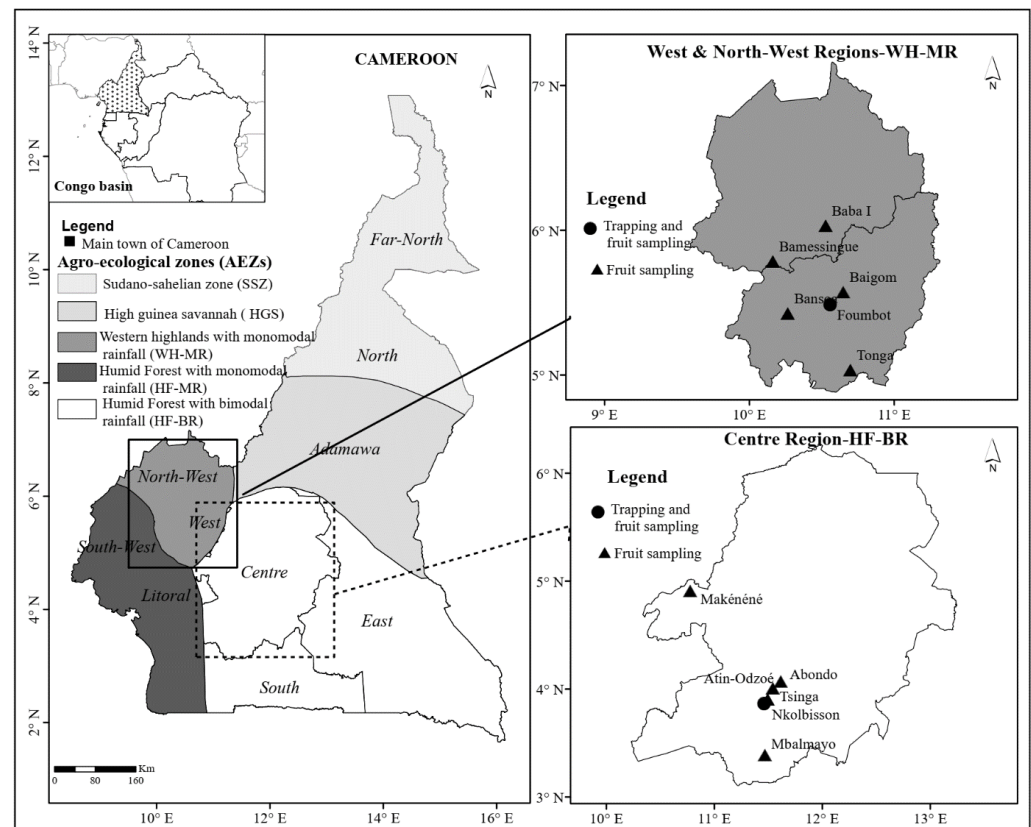 CAMEROON
N
Congo basin
Legend
Main town of Cameroon
Agro-ecological zones (AEZs)
Sudano-sahelian zone (SSZ)
High guinea savannah ( HGS)
Western highlands with monomodal
rainfall (WH-MR)
Humid Forest with monomodal
rainfall (HF-MR)
Humid Forest with bimodal
rainfall (HF-BR)
Far-North
North
Adamawa
North-West
West
South-West
Centre
Litoral
East
South
Km
0 80 160
14° N
12° N
10° N
8° N
6° N
4° N
2° N
10° E 12° E 14° E 16° E
West & North-West Regions-WH-MR
N
Legend
Trapping and
fruit sampling
Fruit sampling
Baba I
Bamessingue
Baigom
Foumbot
Tonga
7° N
6° N
5° N
9° E 10° E 11° E
Centre Region-HF-BR
N
Legend
Trapping and
fruit sampling
Fruit sampling
Makénéné
Atin-Odzoé
Abondo
Tsinga
Nkolbisson
Mbalmayo
6° N
5° N
4° N
3° N
10° E 11° E 12° E 13° E